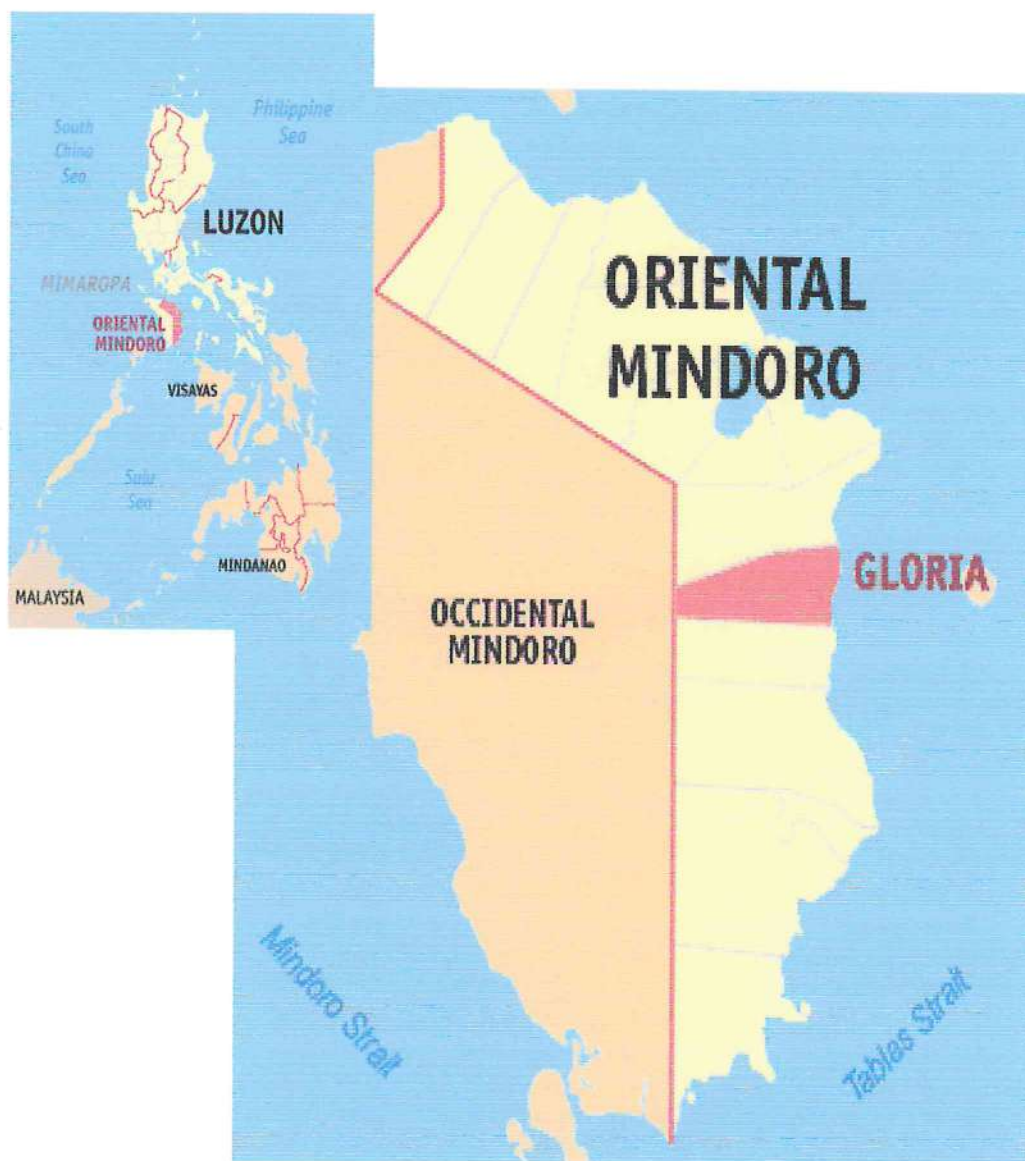 Philippine
Sea
South
China
Sea
LUZON
MIMAROPA
ORIENTAL
MINDORO
VISAYAS
Sulu
Sea
MINDANAO
MALAYSIA
ORIENTAL
MINDORO
GLORIA
OCCIDENTAL
MINDORO
Mindoro Strait
Tablas Strait